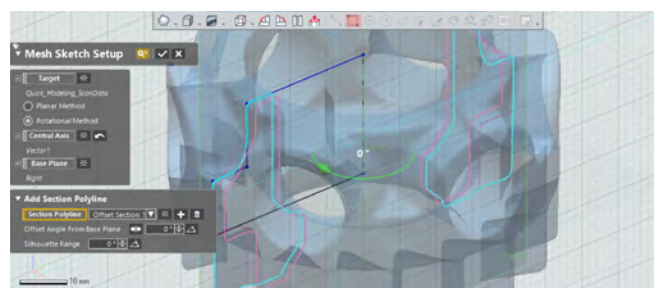 Mesh Sketch Setup
Target
Quick_Modeling_ScanData
Planar Method
Rotational Method
Central Axis
Vector1
Base Plane
Right
Add Section Polyline
Section Polyline Offset Section 1
Offset Angle From Base Plane 0°
Silhouette Range 0°
0°
10 mm